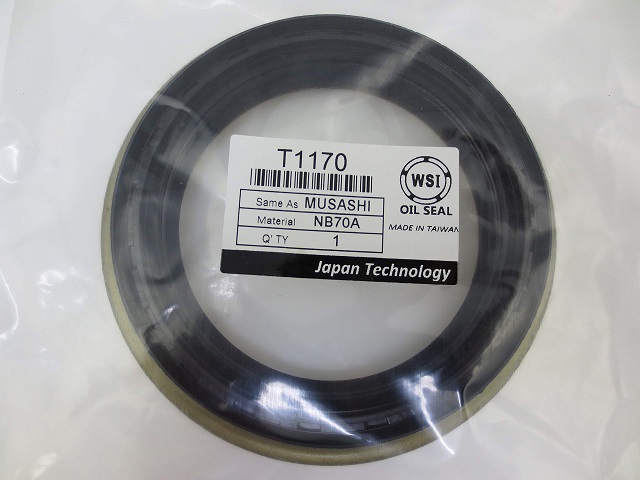 T1170
WSI
OIL SEAL
MADE IN TAIWAN
Same As MUSASHI
Material NB70A
Q'TY 1
Japan Technology